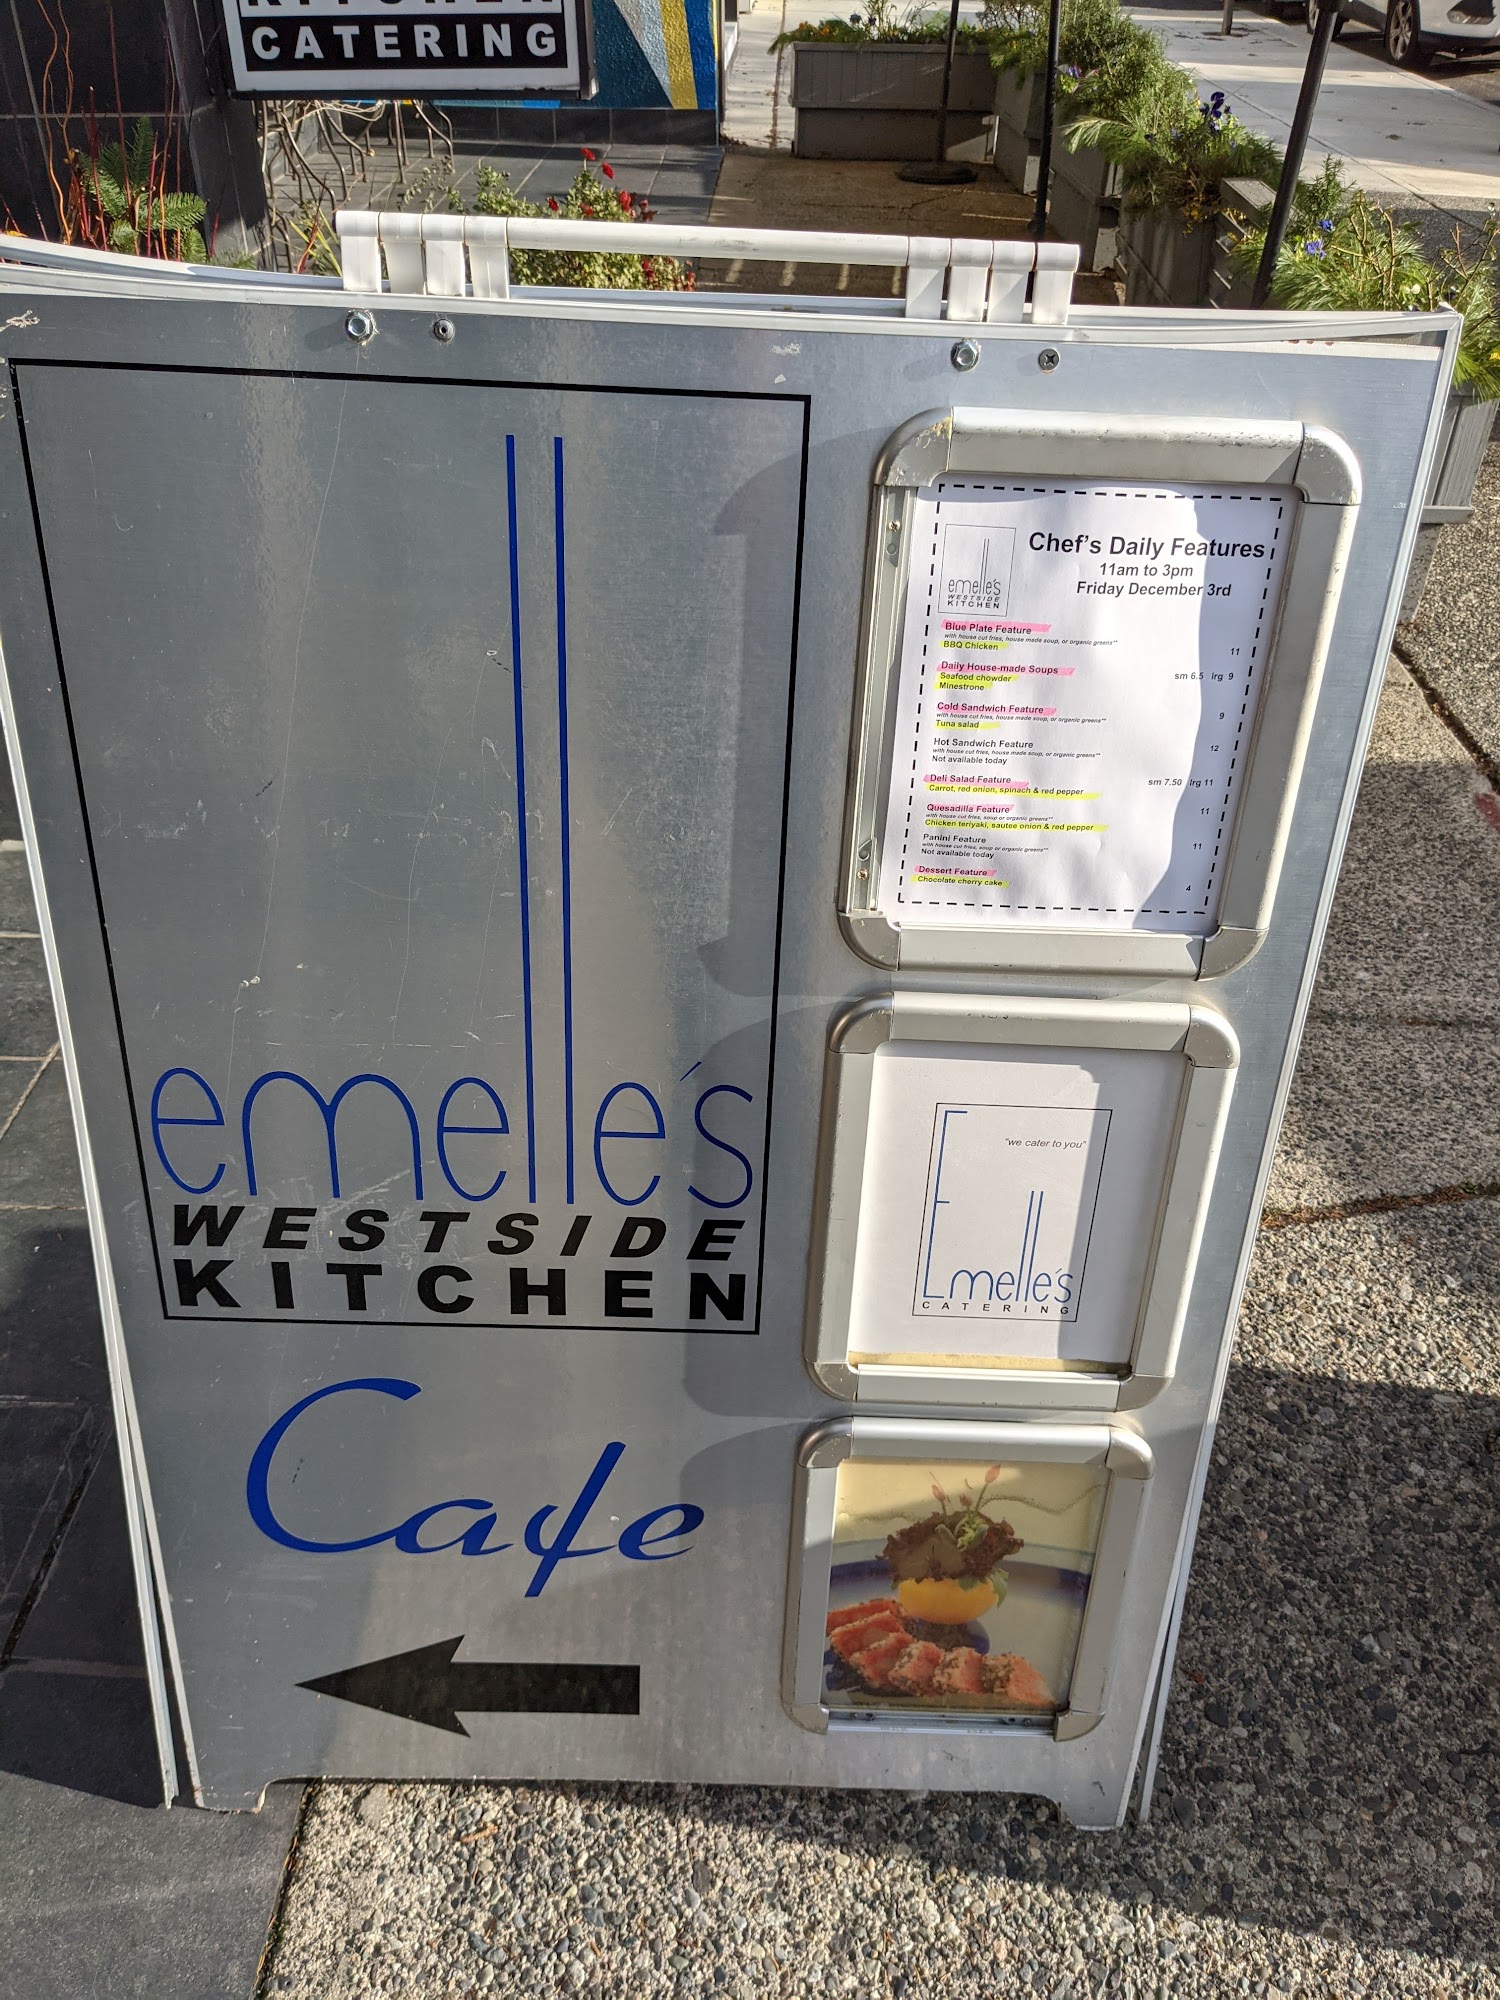 KITCHEN
CATERING
emelle's
WESTSIDE
KITCHEN
Cafe
emelle's
WESTSIDE
KITCHEN
Chef's Daily Features
11am to 3pm
Friday December 3rd
Blue Plate Feature
with house cut fries, house made soup, or organic greens**
BBQ Chicken 11
Daily House-made Soups
Seafood chowder sm 6.5 lrg 9
Minestrone
Cold Sandwich Feature 9
with house cut fries, house made soup, or organic greens**
Tuna salad
Hot Sandwich Feature 12
with house cut fries, house made soup, or organic greens**
Not available today
Deli Salad Feature sm 7.50 lrg 11
Carrot, red onion, spinach & red pepper
Quesadilla Feature 11
with house cut fries, soup or organic greens**
Chicken teriyaki, sautee onion & red pepper
Panini Feature 11
with house cut fries, soup or organic greens**
Not available today
Dessert Feature
Chocolate cherry cake 4
"we cater to you"
Emelle's
CATERING